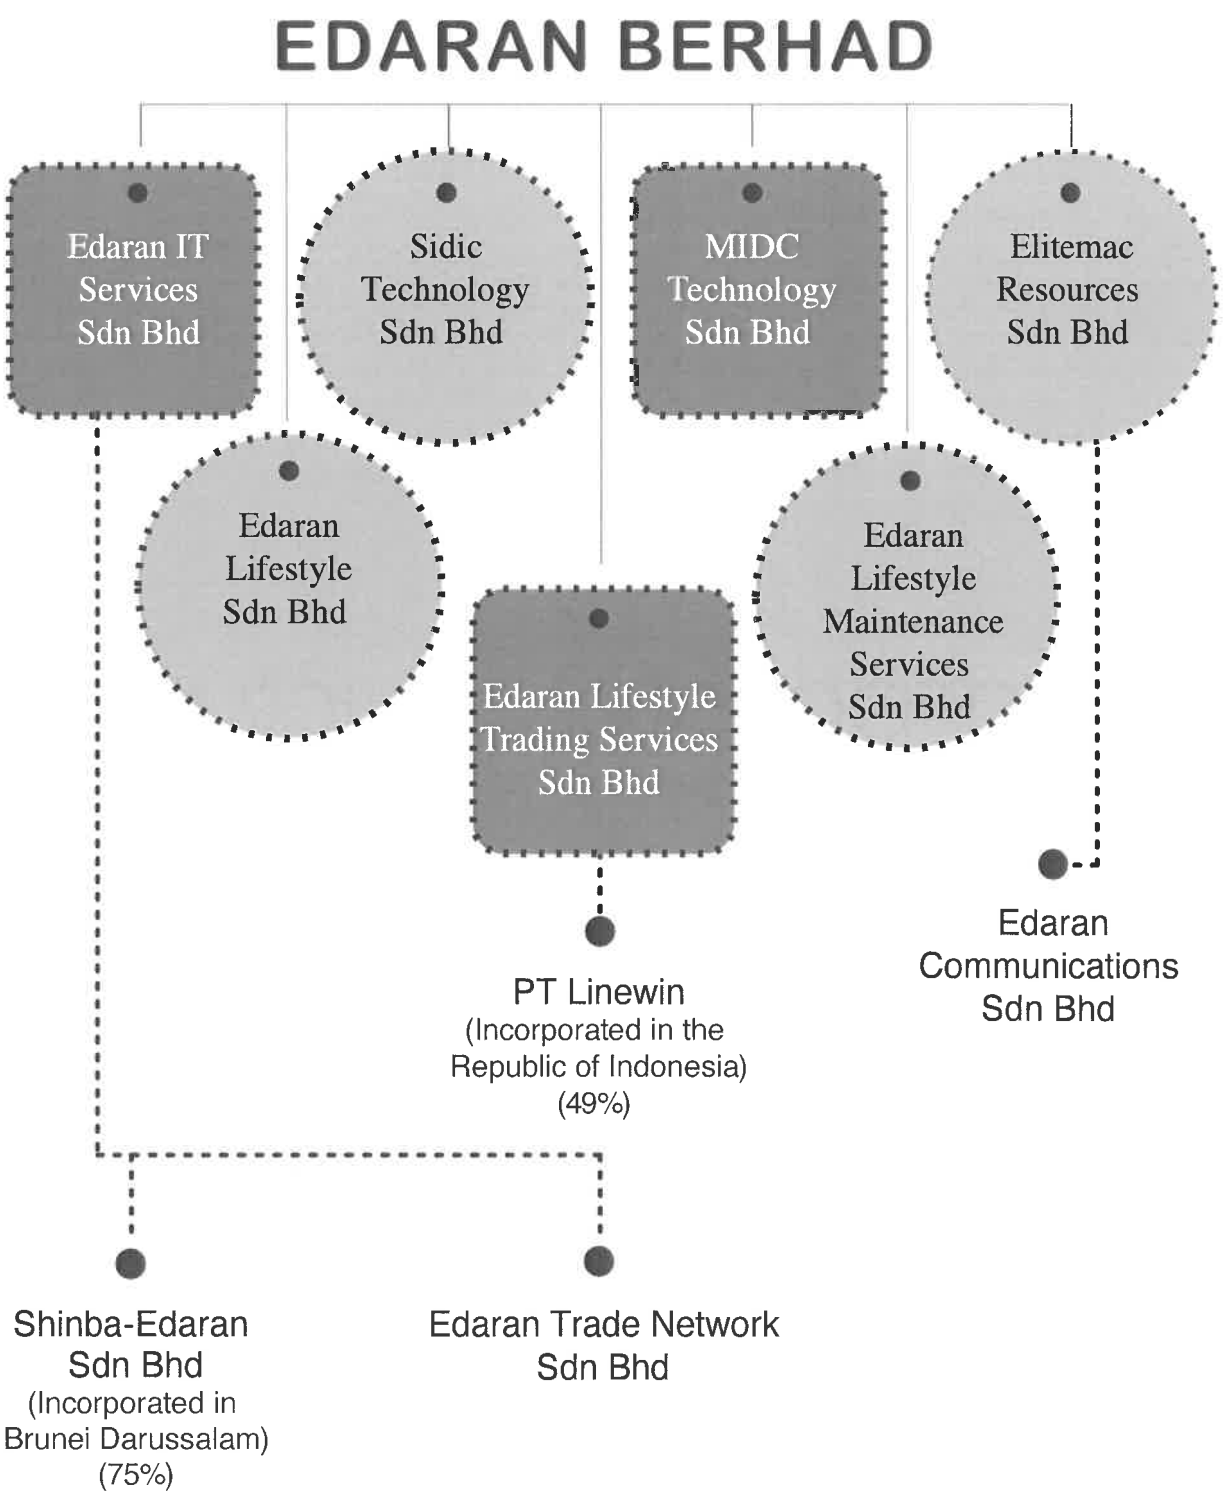 EDARAN BERHAD
Edaran IT
Services
Sdn Bhd
Sidic
Technology
Sdn Bhd
MIDC
Technology
Sdn Bhd
Elitemac
Resources
Sdn Bhd
Edaran
Lifestyle
Sdn Bhd
Edaran Lifestyle
Trading Services
Sdn Bhd
Edaran
Lifestyle
Maintenance
Services
Sdn Bhd
Edaran
Communications
Sdn Bhd
PT Linewin
(Incorporated in the
Republic of Indonesia)
(49%)
Shinba-Edaran
Sdn Bhd
(Incorporated in
Brunei Darussalam)
(75%)
Edaran Trade Network
Sdn Bhd